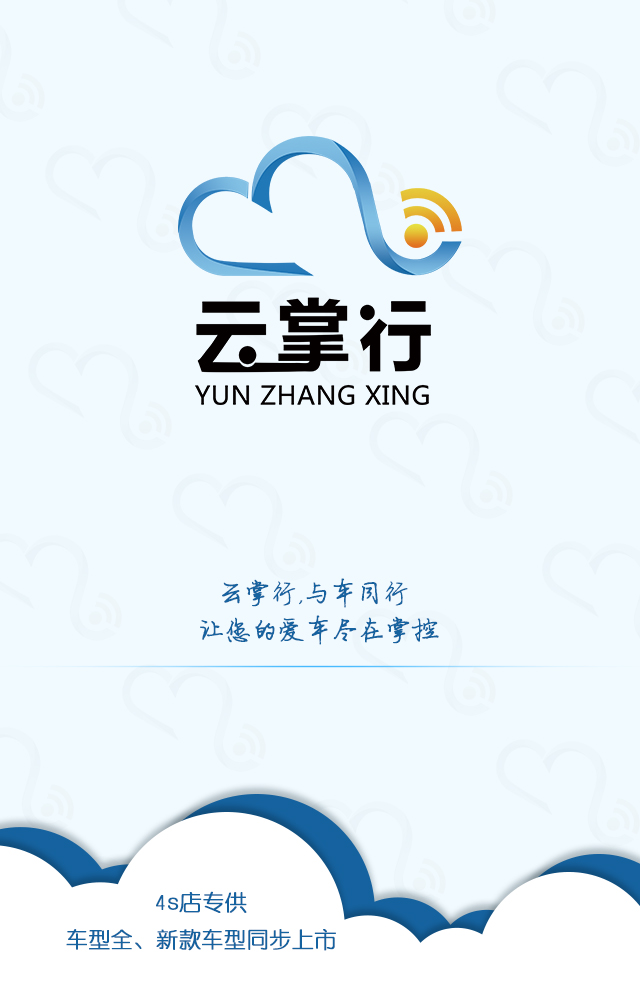 云掌行
YUN ZHANG XING
云掌行,与车同行
让您的爱车尽在掌控
4s店专供
车型全、新款车型同步上市